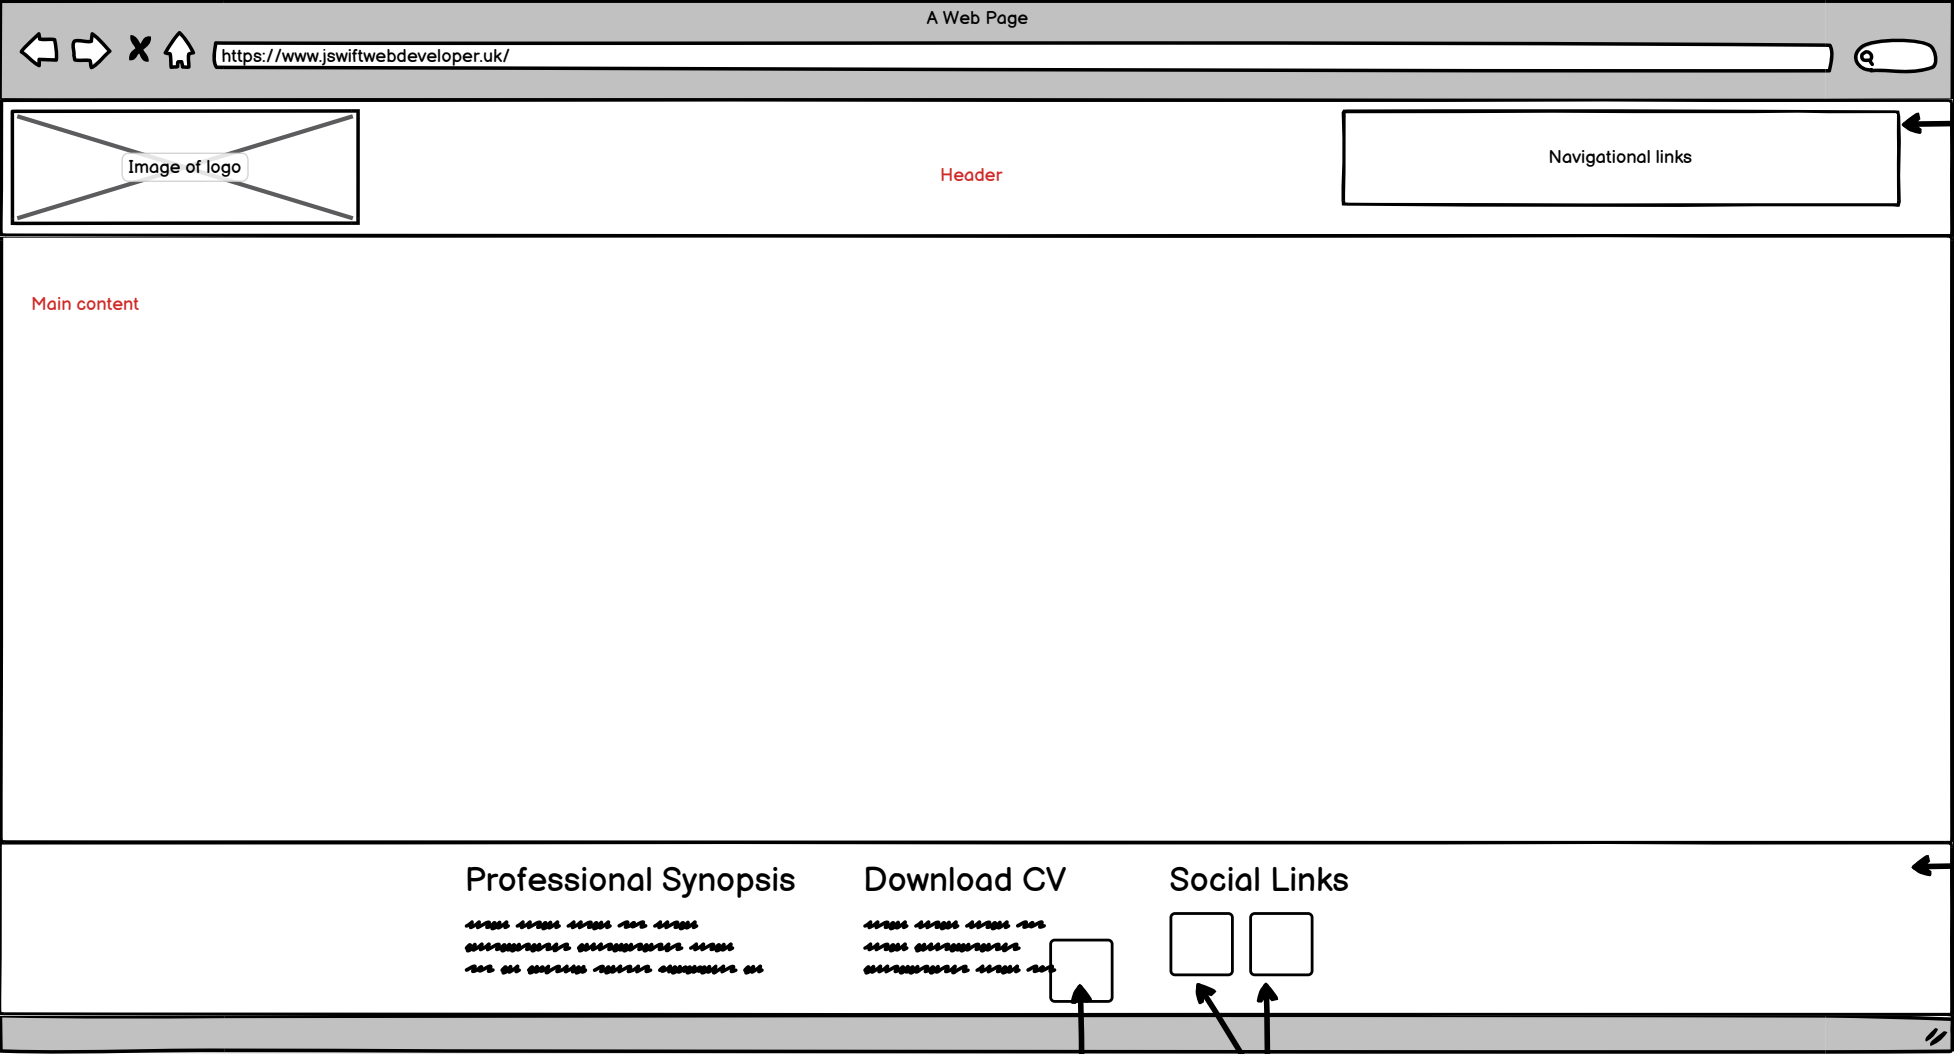 A Web Page
https://www.jswiftwebdeveloper.uk/
Image of logo
Header
Navigational links
Main content
Professional Synopsis
Download CV
Social Links